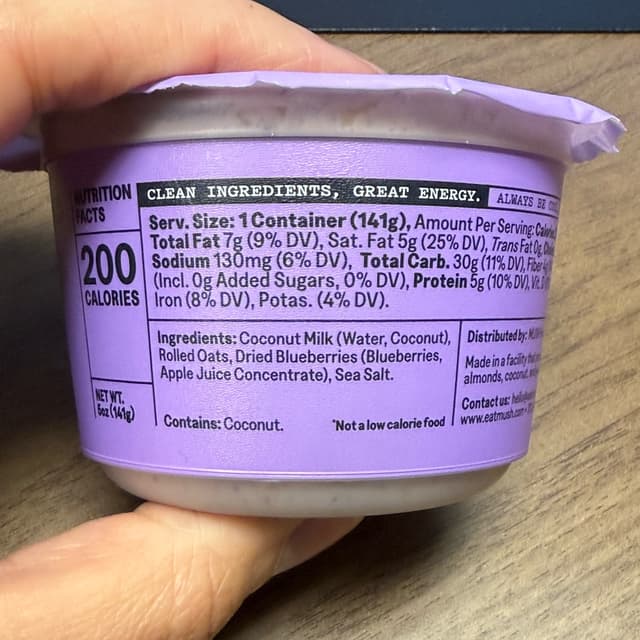 NUTRITION
FACTS
200
CALORIES
NET WT.
5oz (141g)
CLEAN INGREDIENTS, GREAT ENERGY.
ALWAYS BE
Serv. Size: 1 Container (141g), Amount Per Serving:
Total Fat 7g (9% DV), Sat. Fat 5g (25% DV), Trans Fat 0g,
Sodium 130mg (6% DV), Total Carb. 30g (11% DV), Fiber
(Incl. 0g Added Sugars, 0% DV), Protein 5g (10% DV), Vit. D
Iron (8% DV), Potas. (4% DV).
Ingredients: Coconut Milk (Water, Coconut),
Rolled Oats, Dried Blueberries (Blueberries,
Apple Juice Concentrate), Sea Salt.
Contains: Coconut.
*Not a low calorie food
Distributed by:
Made in a facility
almonds, coconut,
Contact us:
www.eatmush.com